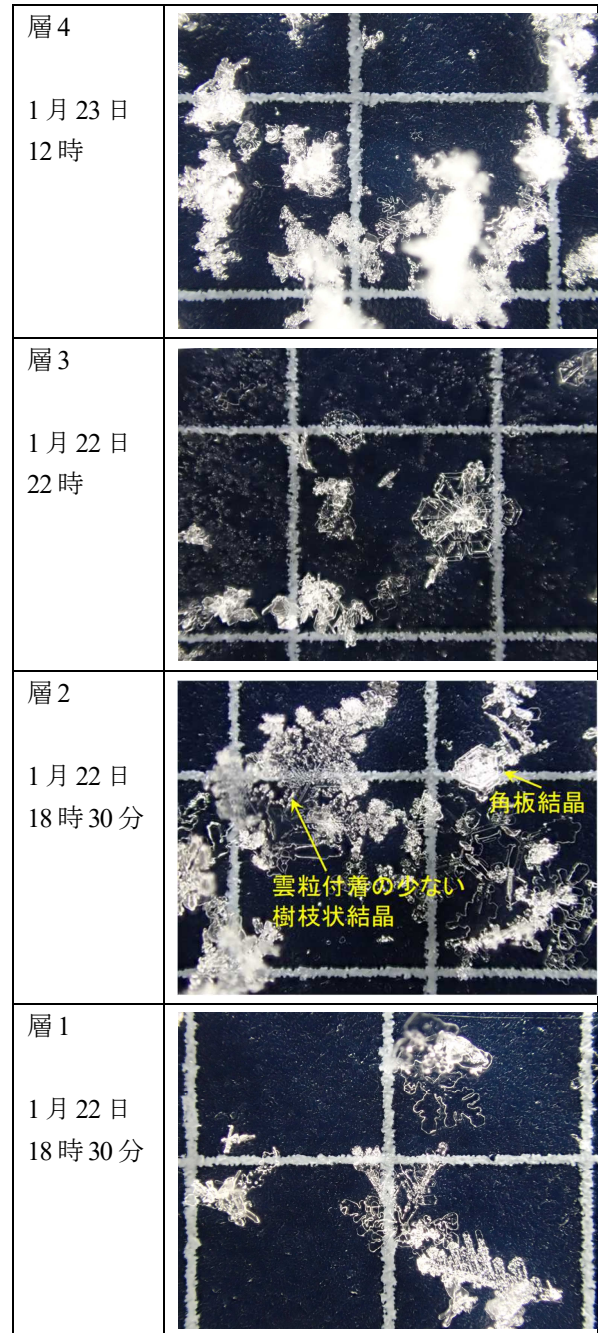 層4
1月23日
12時
層3
1月22日
22時
層2
1月22日
18時30分
角板結晶
雲粒付着の少ない
樹枝状結晶
層1
1月22日
18時30分